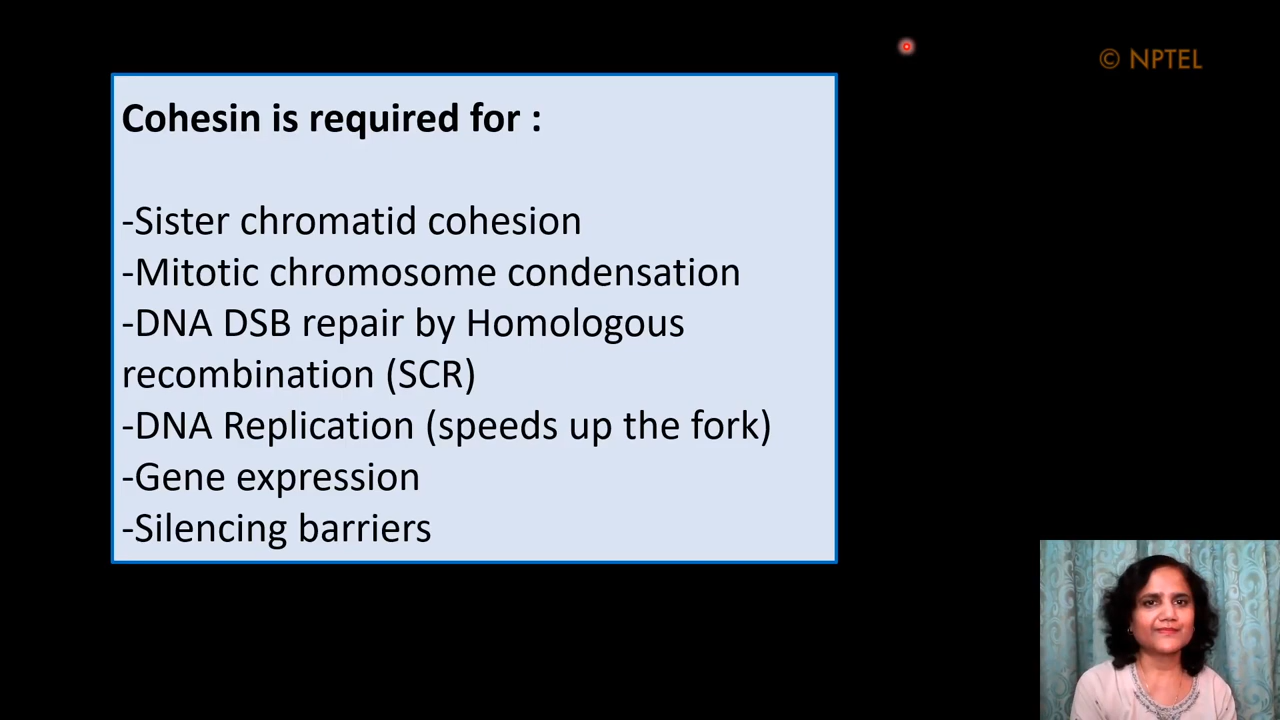 © NPTEL
Cohesin is required for :
-Sister chromatid cohesion
-Mitotic chromosome condensation
-DNA DSB repair by Homologous
recombination (SCR)
-DNA Replication (speeds up the fork)
-Gene expression
-Silencing barriers